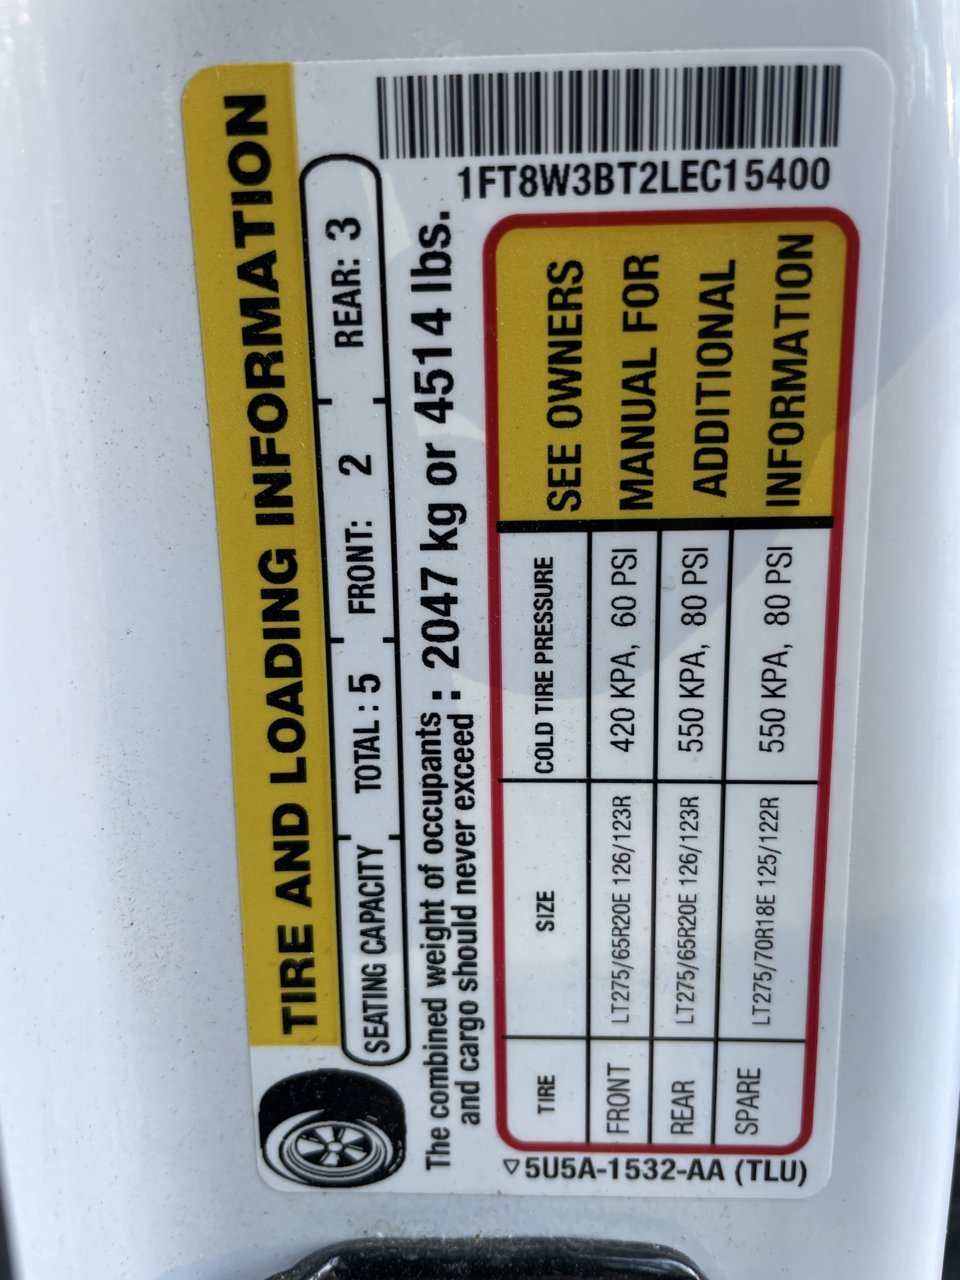 TIRE AND LOADING INFORMATION
SEATING CAPACITY TOTAL : 5 FRONT: 2 REAR: 3
The combined weight of occupants
and cargo should never exceed : 2047 kg or 4514 lbs.
TIRE SIZE COLD TIRE PRESSURE
FRONT LT275/65R20E 126/123R 420 KPA, 60 PSI
REAR LT275/65R20E 126/123R 550 KPA, 80 PSI
SPARE LT275/70R18E 125/122R 550 KPA, 80 PSI
SEE OWNERS
MANUAL FOR
ADDITIONAL
INFORMATION
▽5U5A-1532-AA (TLU)
1FT8W3BT2LEC15400